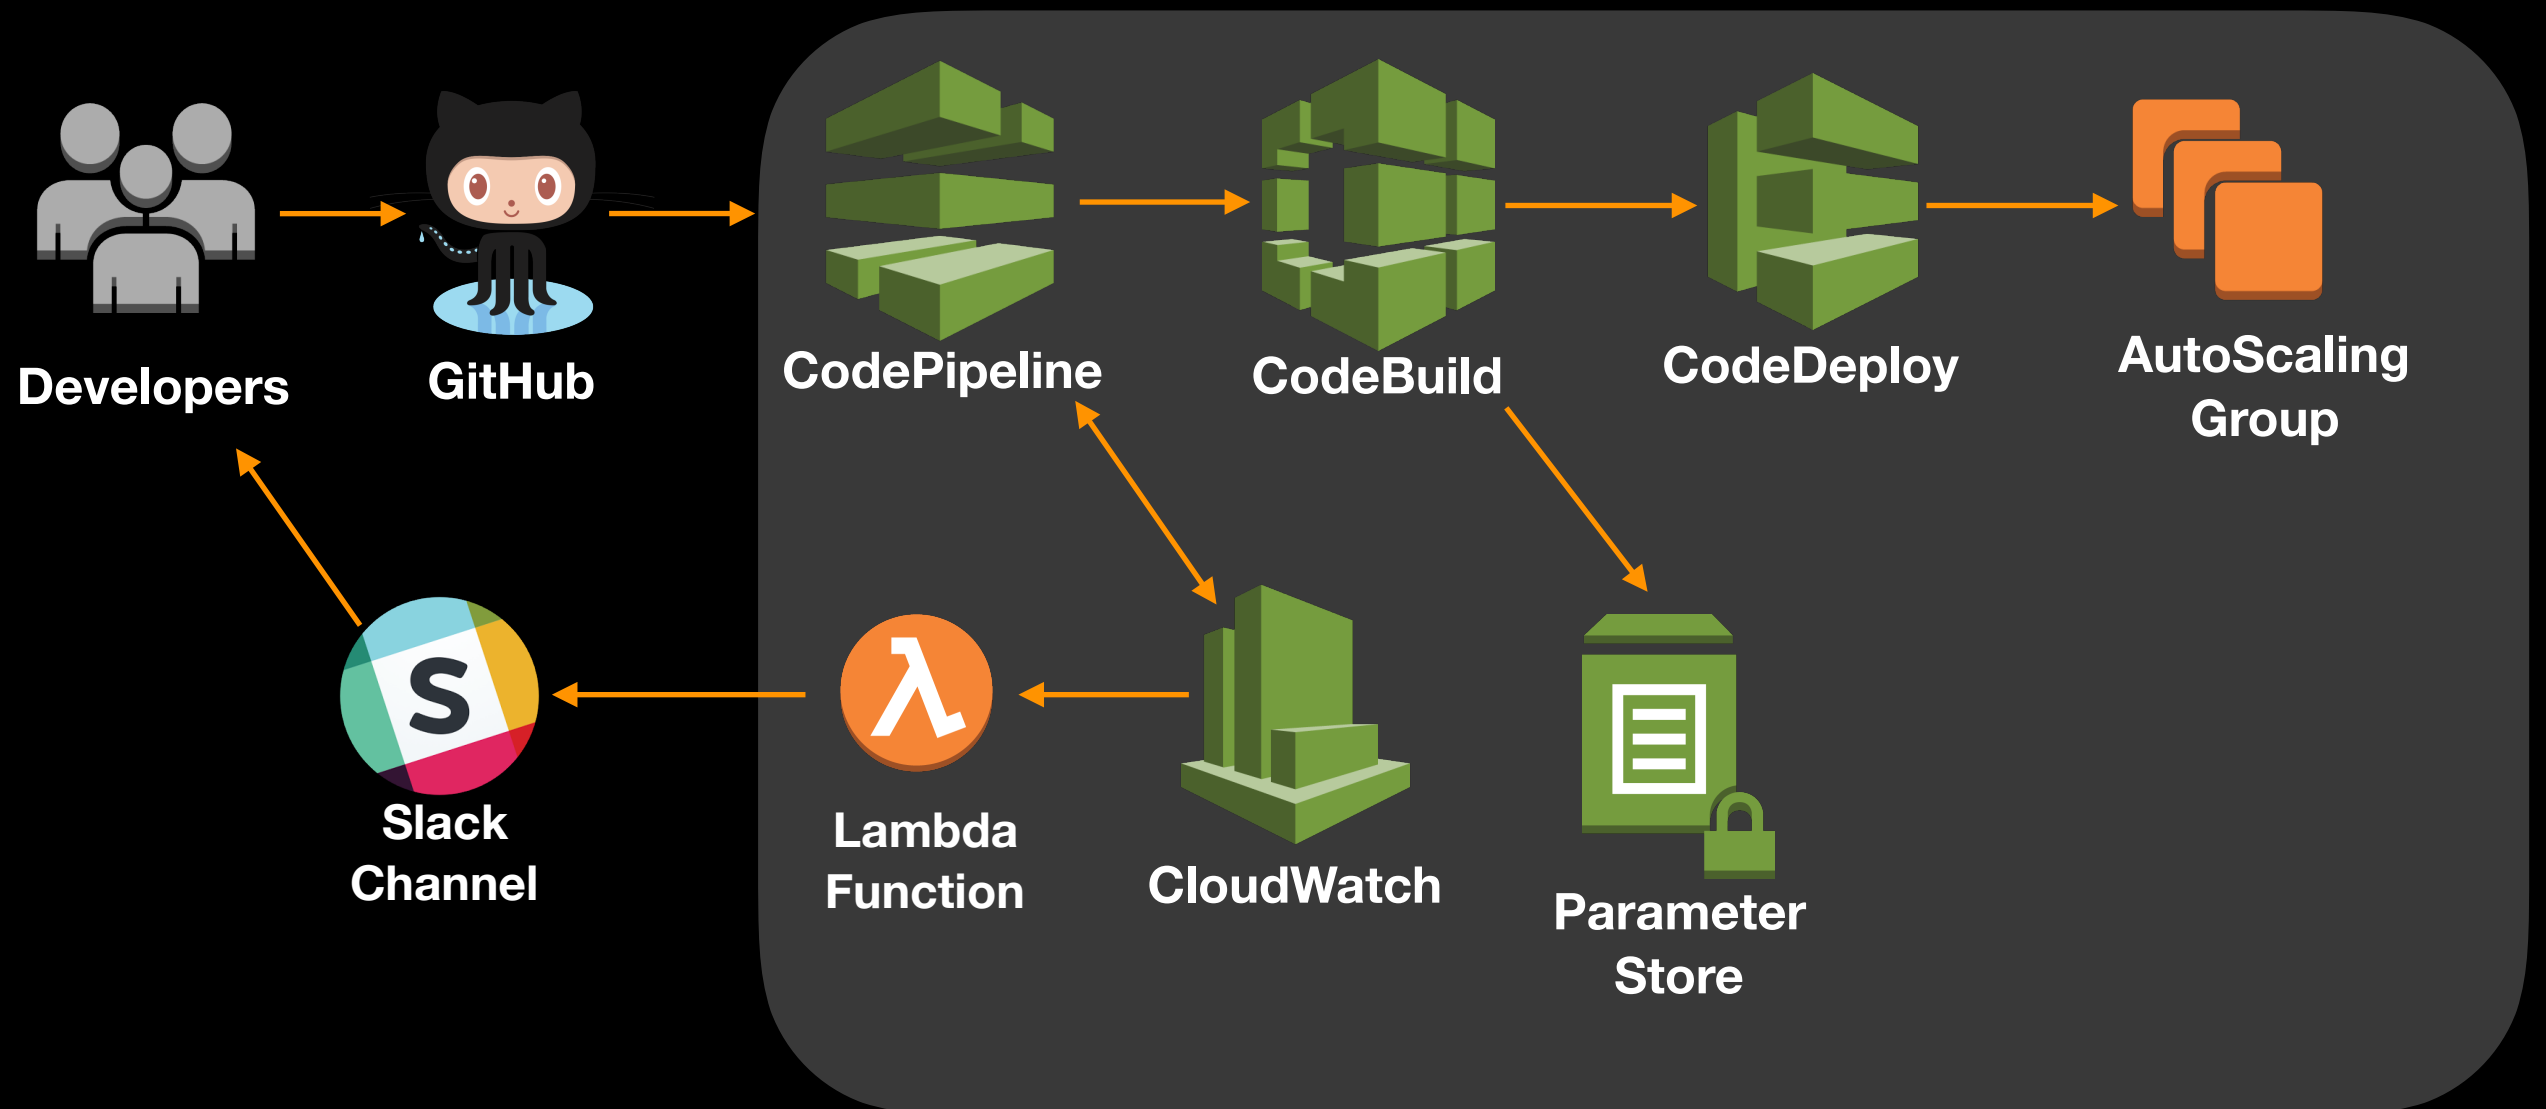 Developers
GitHub
CodePipeline
CodeBuild
CodeDeploy
AutoScaling
Group
S
Slack
Channel
λ
Lambda
Function
CloudWatch
Parameter
Store